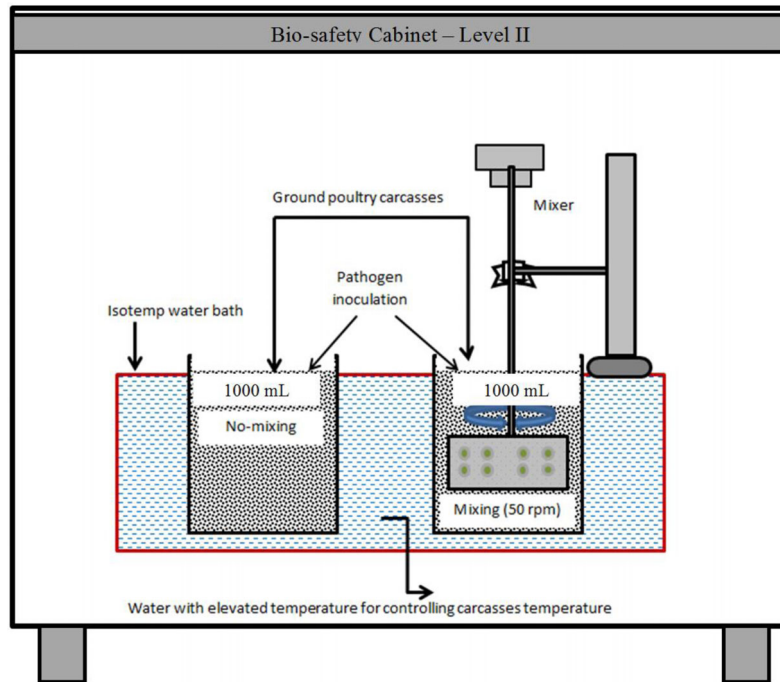 Bio-safety Cabinet – Level II
Ground poultry carcasses
Mixer
Pathogen
inoculation
Isotemp water bath
1000 mL
1000 mL
No-mixing
Mixing (50 rpm)
Water with elevated temperature for controlling carcasses temperature